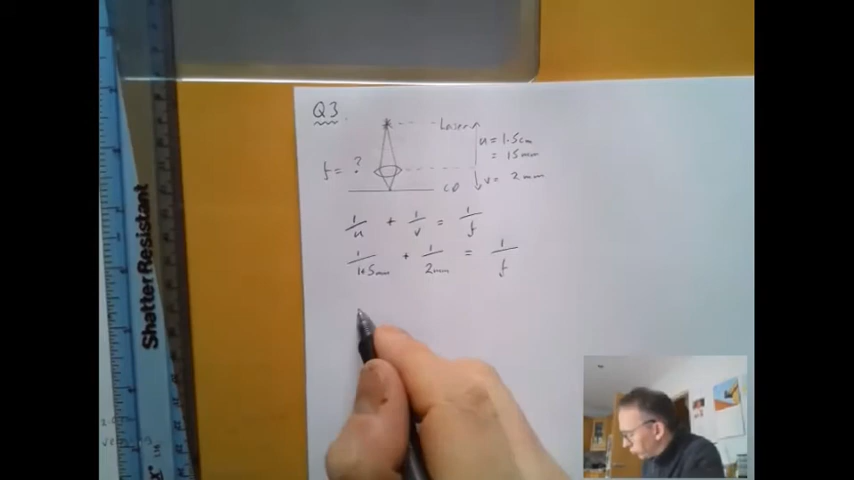 Q3
Laser
u = 1.5cm
= 15mm
f = ?
v = 2mm
CD
1/u + 1/v = 1/f
1/15mm + 1/2mm = 1/f
Shatter Resistant